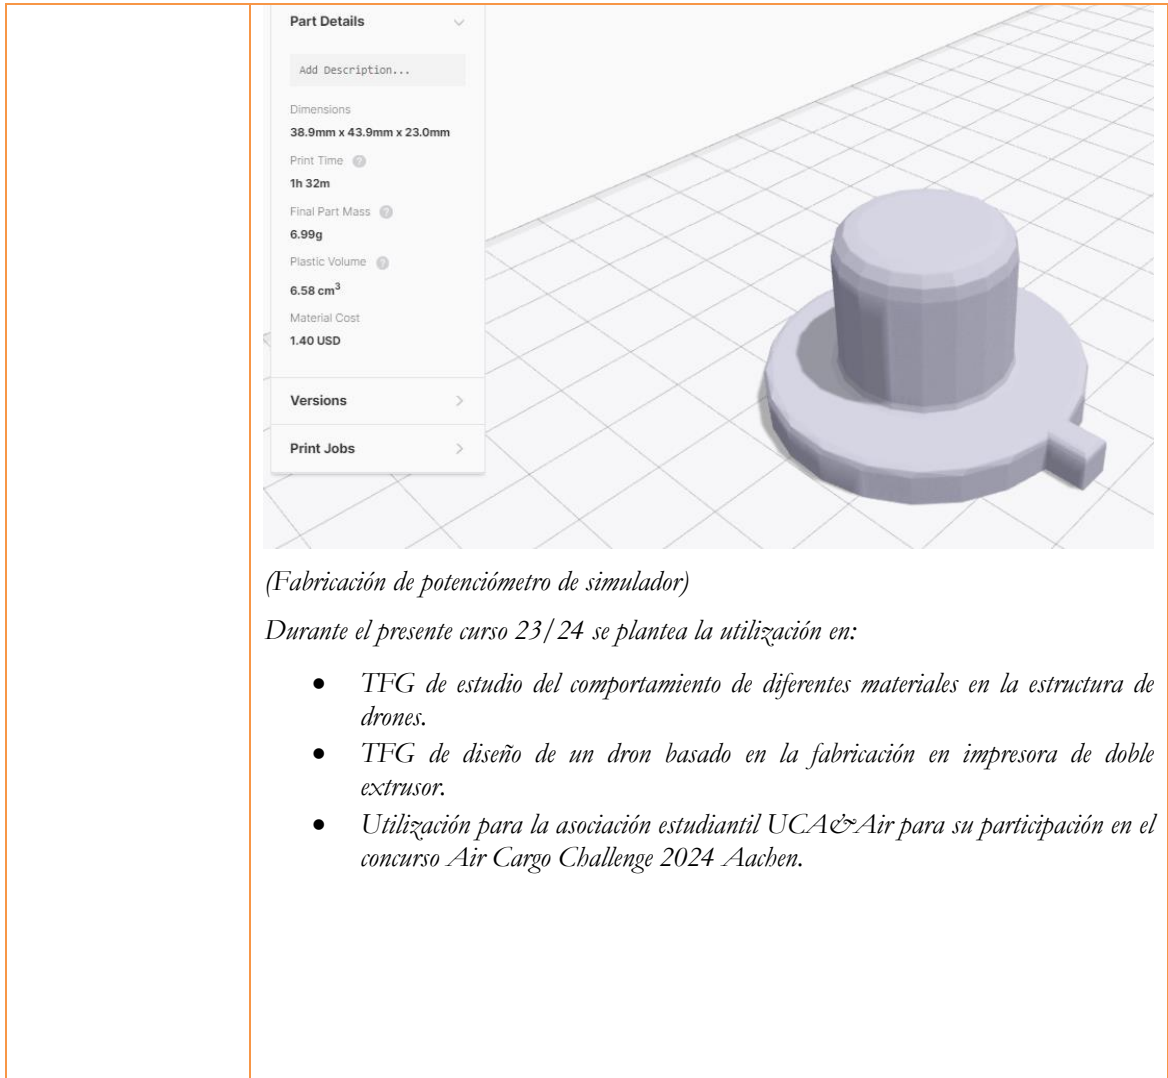 Part Details
Add Description...
Dimensions
38.9mm x 43.9mm x 23.0mm
Print Time ?
1h 32m
Final Part Mass ?
6.99g
Plastic Volume ?
6.58 cm³
Material Cost
1.40 USD
Versions
Print Jobs
(Fabricación de potenciómetro de simulador)
Durante el presente curso 23/24 se plantea la utilización en:
• TFG de estudio del comportamiento de diferentes materiales en la estructura de
drones.
• TFG de diseño de un dron basado en la fabricación en impresora de doble
extrusor.
• Utilización para la asociación estudiantil UCA&Air para su participación en el
concurso Air Cargo Challenge 2024 Aachen.